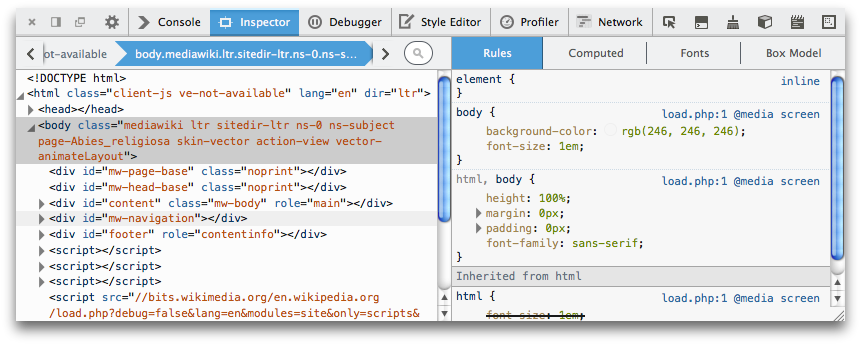 Console Inspector Debugger Style Editor Profiler Network
ot-available body.mediawiki.ltr.sitedir-ltr.ns-0.ns-s… Rules Computed Fonts Box Model
<!DOCTYPE html>
<html class="client-js ve-not-available" lang="en" dir="ltr">
<head></head>
<body class="mediawiki ltr sitedir-ltr ns-0 ns-subject
page-Abies_religiosa skin-vector action-view vector-
animateLayout">
<div id="mw-page-base" class="noprint"></div>
<div id="mw-head-base" class="noprint"></div>
<div id="content" class="mw-body" role="main"></div>
<div id="mw-navigation"></div>
<div id="footer" role="contentinfo"></div>
<script></script>
<script></script>
<script></script>
<script src="//bits.wikimedia.org/en.wikipedia.org
/load.php?debug=false&lang=en&modules=site&only=scripts&
element { inline
}
body { load.php:1 @media screen
background-color: rgb(246, 246, 246);
font-size: 1em;
}
html, body { load.php:1 @media screen
height: 100%;
margin: 0px;
padding: 0px;
font-family: sans-serif;
}
Inherited from html
html { load.php:1 @media screen
font-size: 1em;